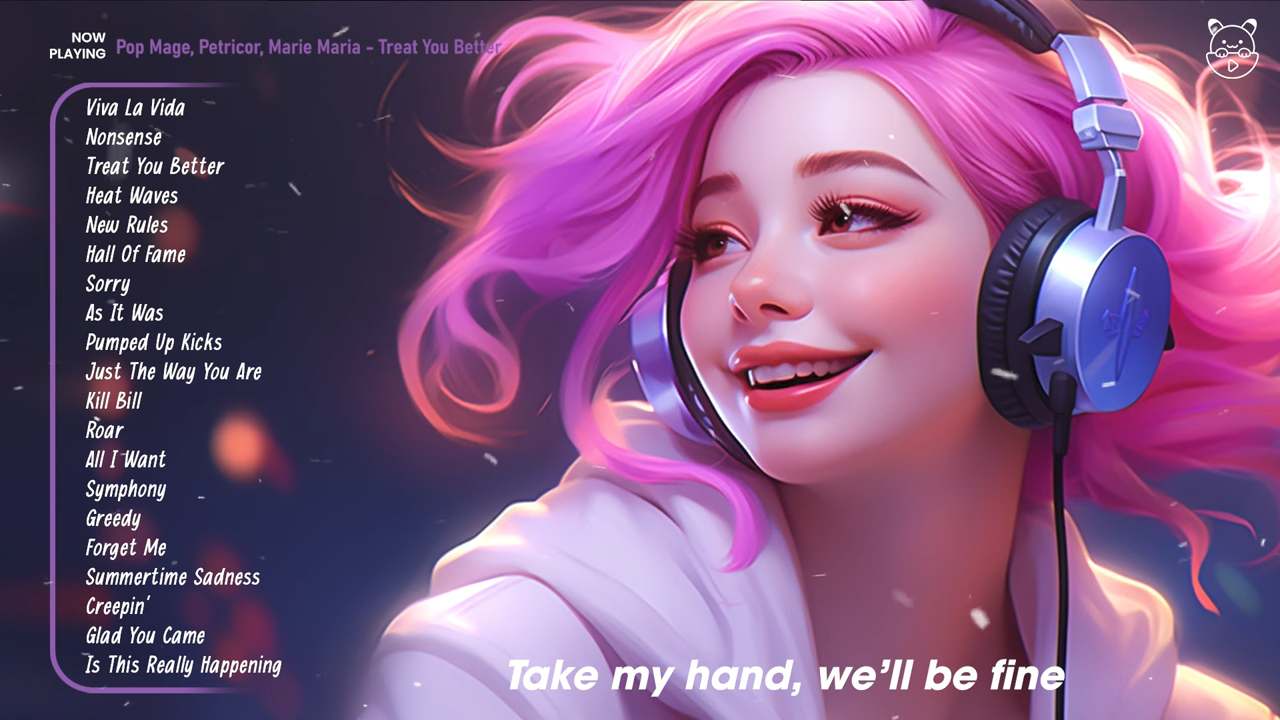 NOW
PLAYING
Pop Mage, Petricor, Marie Maria - Treat You Better
Viva La Vida
Nonsense
Treat You Better
Heat Waves
New Rules
Hall Of Fame
Sorry
As It Was
Pumped Up Kicks
Just The Way You Are
Kill Bill
Roar
All I Want
Symphony
Greedy
Forget Me
Summertime Sadness
Creepin'
Glad You Came
Is This Really Happening
Take my hand, we'll be fine